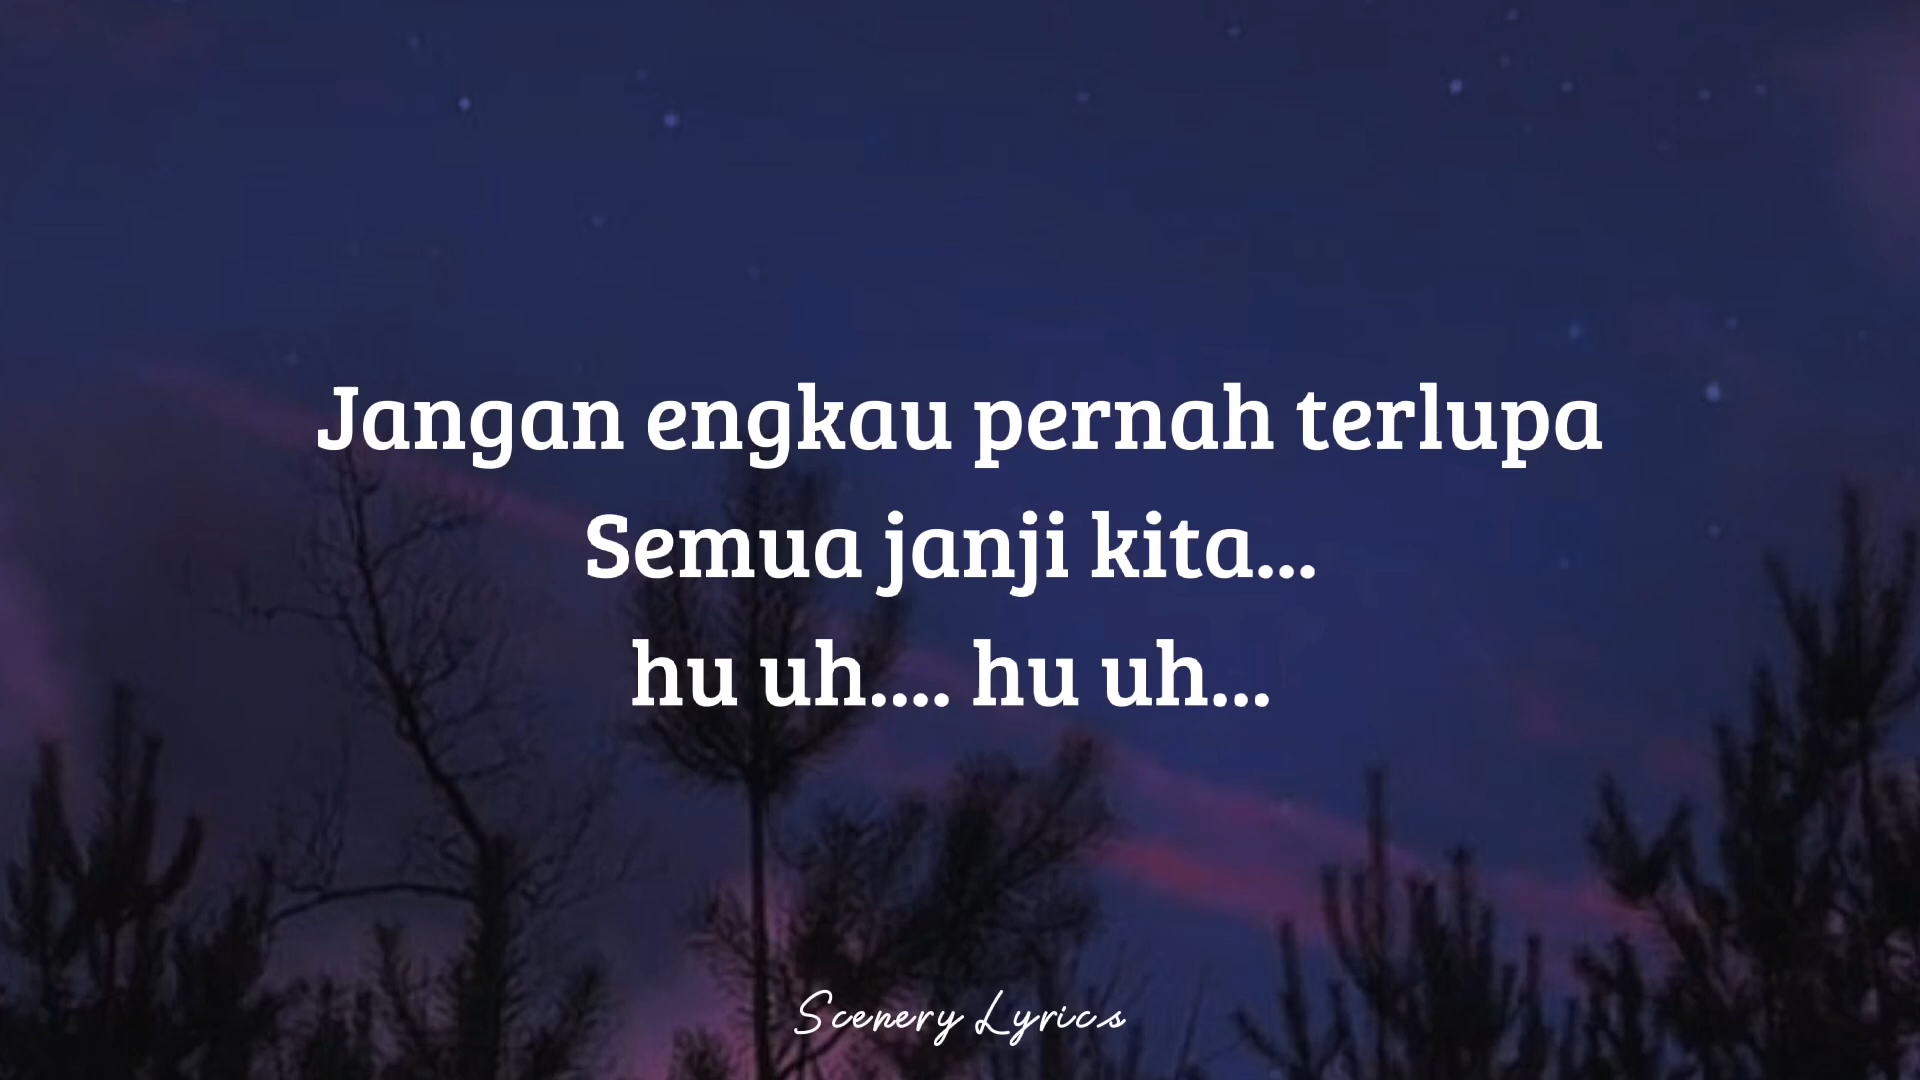 Jangan engkau pernah terlupa
Semua janji kita...
hu uh.... hu uh...
Scenery Lyrics